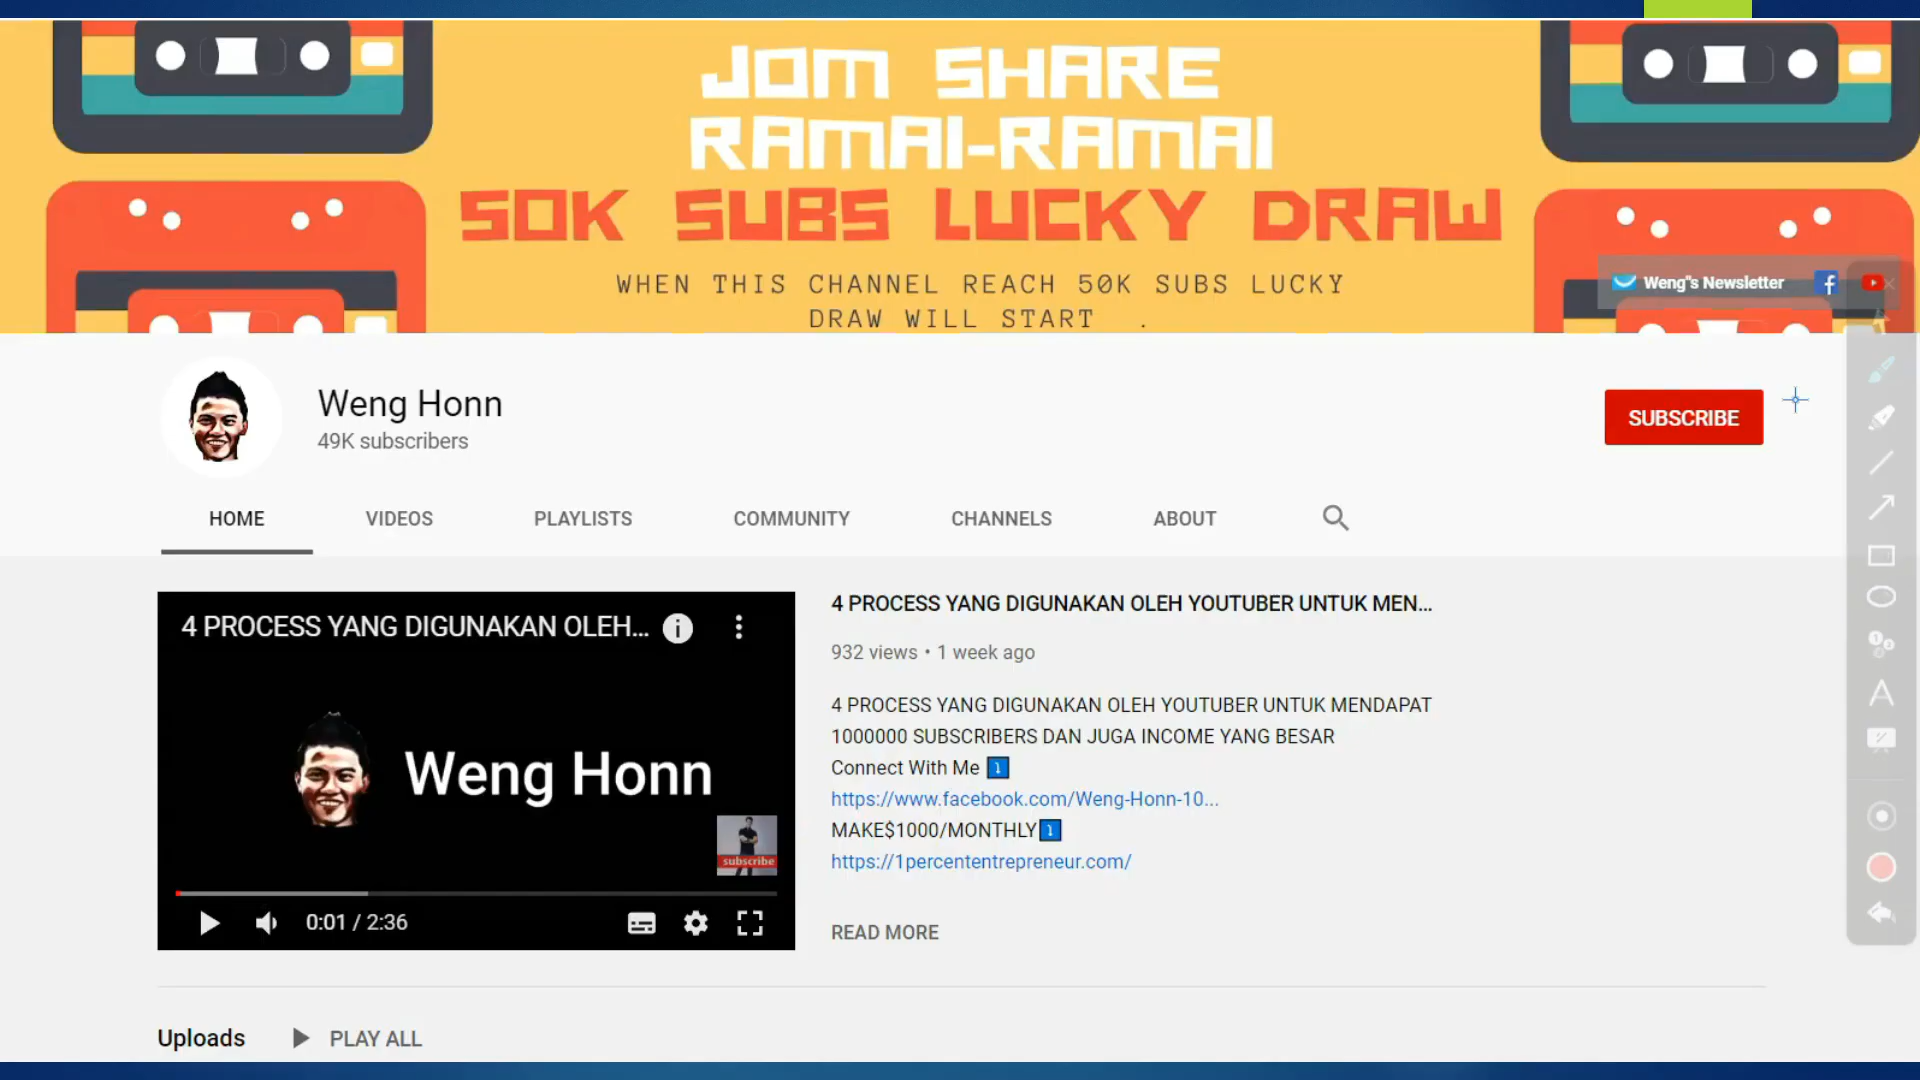 JOM SHARE
RAMAI-RAMAI
50K SUBS LUCKY DRAW
WHEN THIS CHANNEL REACH 50K SUBS LUCKY
DRAW WILL START .
Weng"s Newsletter
Weng Honn
49K subscribers
SUBSCRIBE
HOME VIDEOS PLAYLISTS COMMUNITY CHANNELS ABOUT
4 PROCESS YANG DIGUNAKAN OLEH...
Weng Honn
subscribe
0:01 / 2:36
4 PROCESS YANG DIGUNAKAN OLEH YOUTUBER UNTUK MEN...
932 views • 1 week ago
4 PROCESS YANG DIGUNAKAN OLEH YOUTUBER UNTUK MENDAPAT
1000000 SUBSCRIBERS DAN JUGA INCOME YANG BESAR
Connect With Me
https://www.facebook.com/Weng-Honn-10...
MAKE$1000/MONTHLY
https://1percententrepreneur.com/
READ MORE
Uploads PLAY ALL